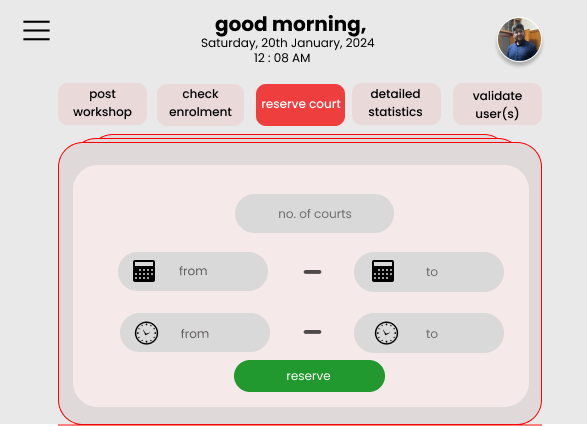 good morning,
Saturday, 20th January, 2024
12 : 08 AM
post
workshop
check
enrolment
reserve court
detailed
statistics
validate
user(s)
no. of courts
from
to
from
to
reserve